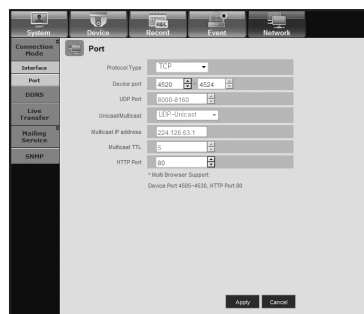 System Device Record Event Network
REC
Connection Mode
Interface
Port
DDNS
Live Transfer
Mailing Service
SNMP
Port
Protocol Type TCP
Device port 4520 - 4524
UDP Port 8000-8160
Unicast/Multicast UDP-Unicast
Multicast IP address 224.126.63.1
Multicast TTL 5
HTTP Port 80
* Multi Browser Support:
Device Port 4505~4530, HTTP Port 80
Apply Cancel